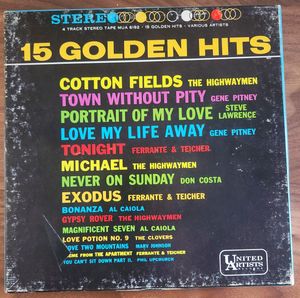 STEREO
4 TRACK STEREO TAPE MUA 6192 · 15 GOLDEN HITS · VARIOUS ARTISTS
15 GOLDEN HITS
COTTON FIELDS THE HIGHWAYMEN
TOWN WITHOUT PITY GENE PITNEY
PORTRAIT OF MY LOVE STEVE LAWRENCE
LOVE MY LIFE AWAY GENE PITNEY
TONIGHT FERRANTE & TEICHER
MICHAEL THE HIGHWAYMEN
NEVER ON SUNDAY DON COSTA
EXODUS FERRANTE & TEICHER
BONANZA AL CAIOLA
GYPSY ROVER THE HIGHWAYMEN
MAGNIFICENT SEVEN AL CAIOLA
LOVE POTION NO. 9 THE CLOVERS
OVE TWO MOUNTAINS MARV JOHNSON
EME FROM THE APARTMENT FERRANTE & TEICHER
YOU CAN'T SIT DOWN PART II. PHIL UPCHURCH
UNITED ARTISTS